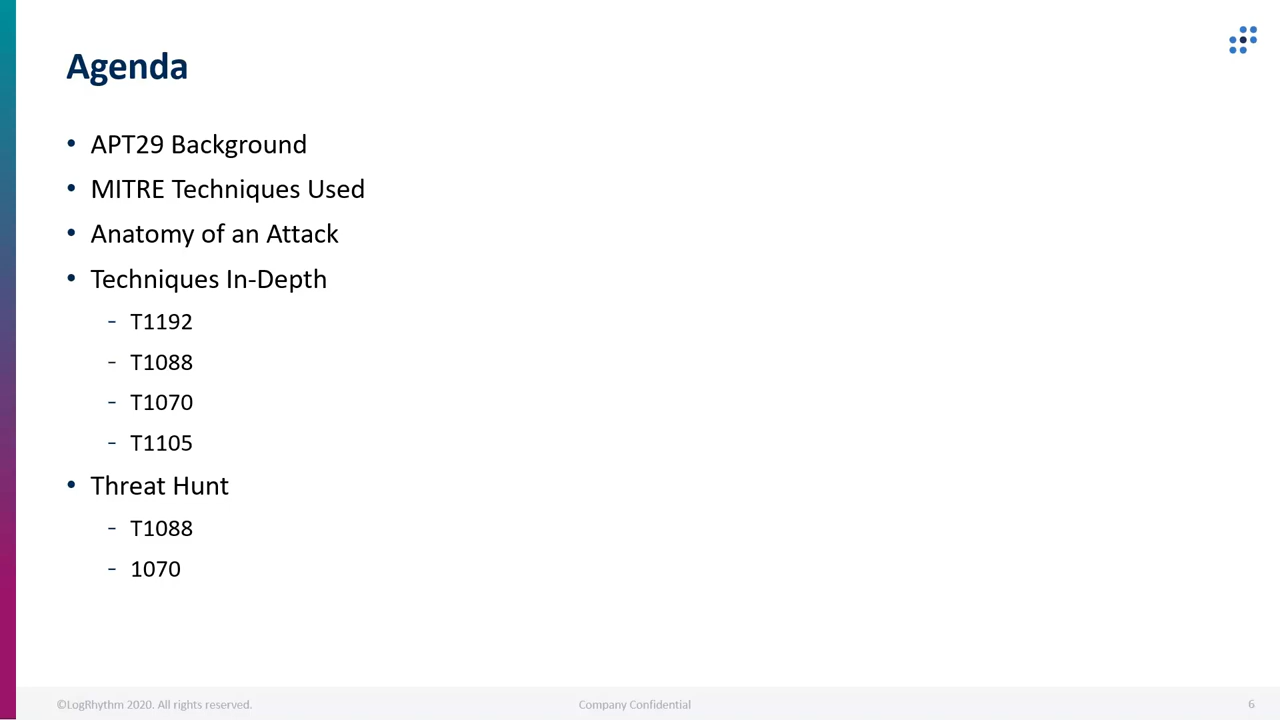 Agenda
• APT29 Background
• MITRE Techniques Used
• Anatomy of an Attack
• Techniques In-Depth
- T1192
- T1088
- T1070
- T1105
• Threat Hunt
- T1088
- 1070
©LogRhythm 2020. All rights reserved.
Company Confidential
6